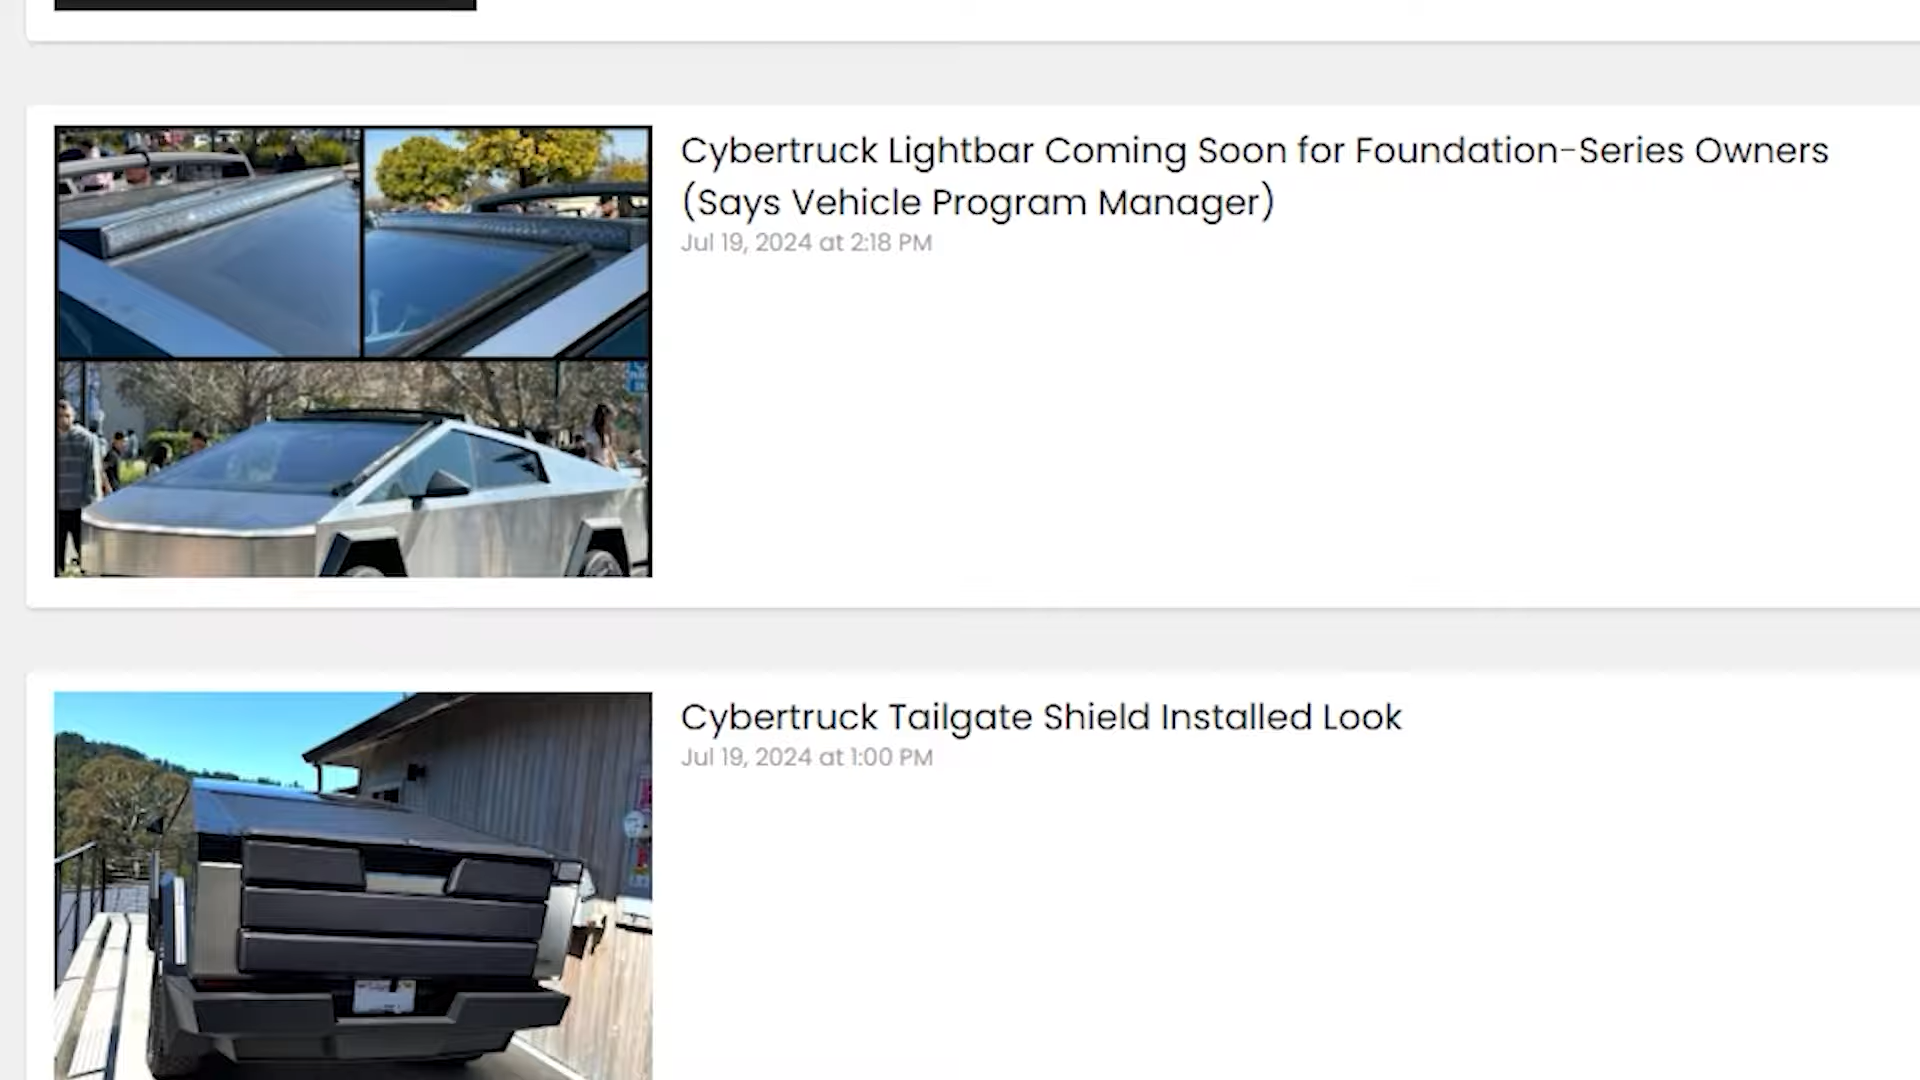 Cybertruck Lightbar Coming Soon for Foundation-Series Owners
(Says Vehicle Program Manager)
Jul 19, 2024 at 2:18 PM
Cybertruck Tailgate Shield Installed Look
Jul 19, 2024 at 1:00 PM